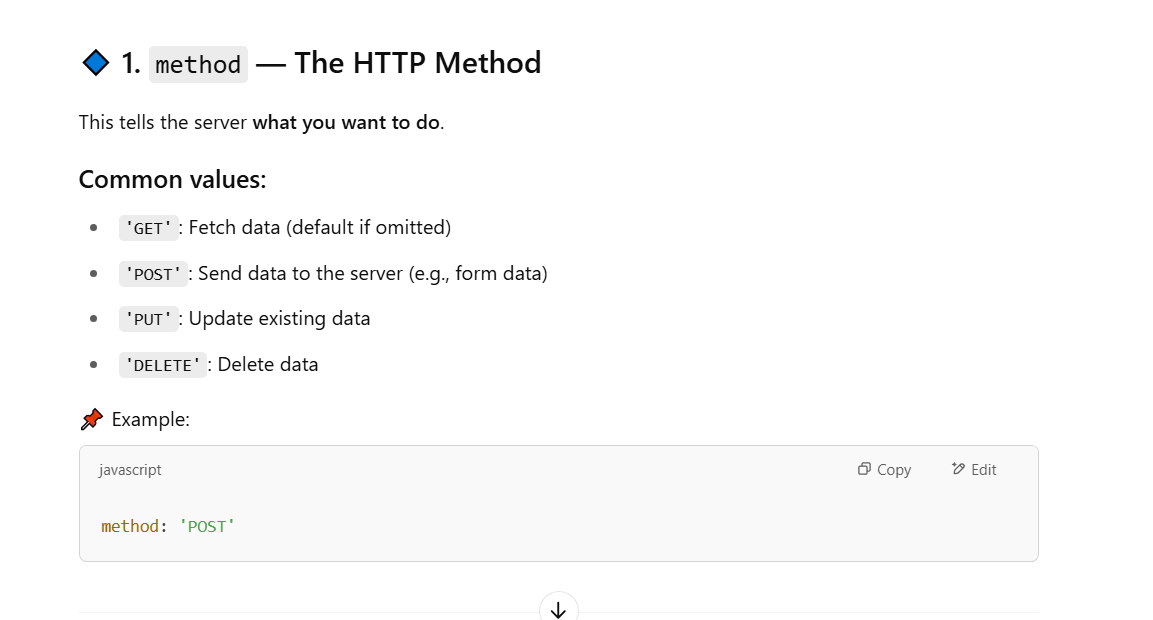 1. method — The HTTP Method
This tells the server what you want to do.
Common values:
'GET': Fetch data (default if omitted)
'POST': Send data to the server (e.g., form data)
'PUT': Update existing data
'DELETE': Delete data
Example:
javascript Copy Edit
method: 'POST'